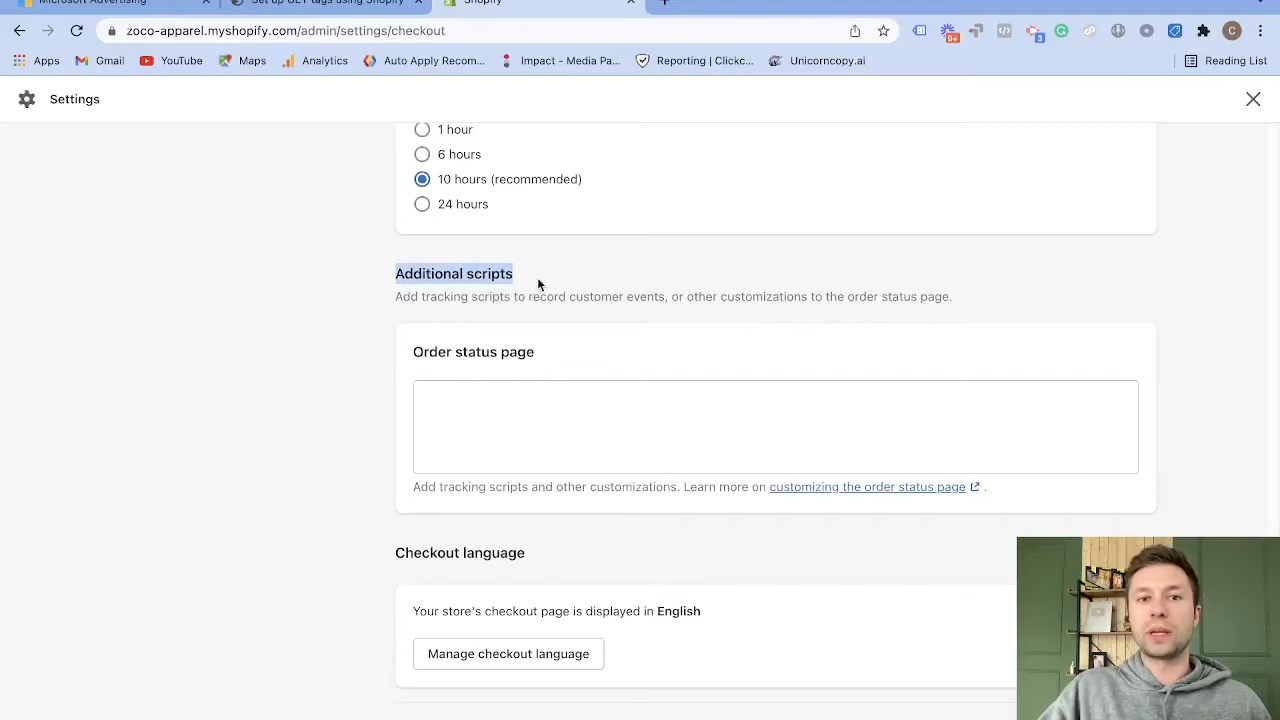 Microsoft Advertising
Set up UET tags using Shopify
Shopify
zoco-apparel.myshopify.com/admin/settings/checkout
9+
3
C
Apps
Gmail
YouTube
Maps
Analytics
Auto Apply Recom...
Impact - Media Pa...
Reporting | Clickc...
Unicorncopy.ai
Reading List
Settings
1 hour
6 hours
10 hours (recommended)
24 hours
Additional scripts
Add tracking scripts to record customer events, or other customizations to the order status page.
Order status page
Add tracking scripts and other customizations. Learn more on customizing the order status page .
Checkout language
Your store's checkout page is displayed in English
Manage checkout language